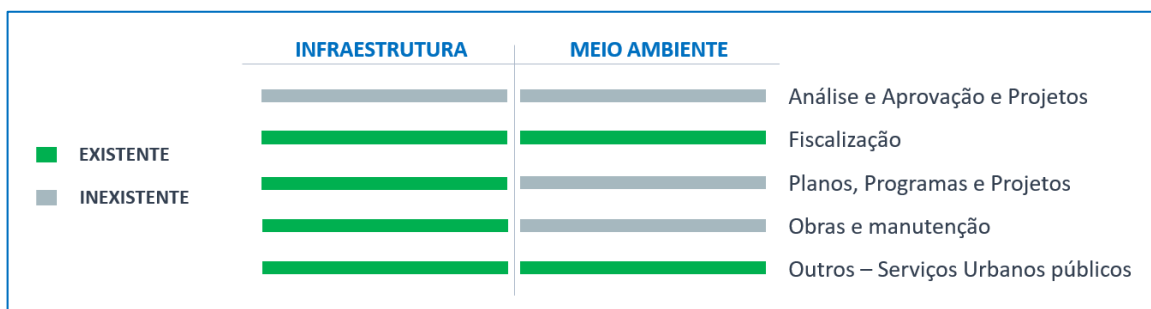 INFRAESTRUTURA
MEIO AMBIENTE
Análise e Aprovação e Projetos
Fiscalização
EXISTENTE
Planos, Programas e Projetos
INEXISTENTE
Obras e manutenção
Outros – Serviços Urbanos públicos